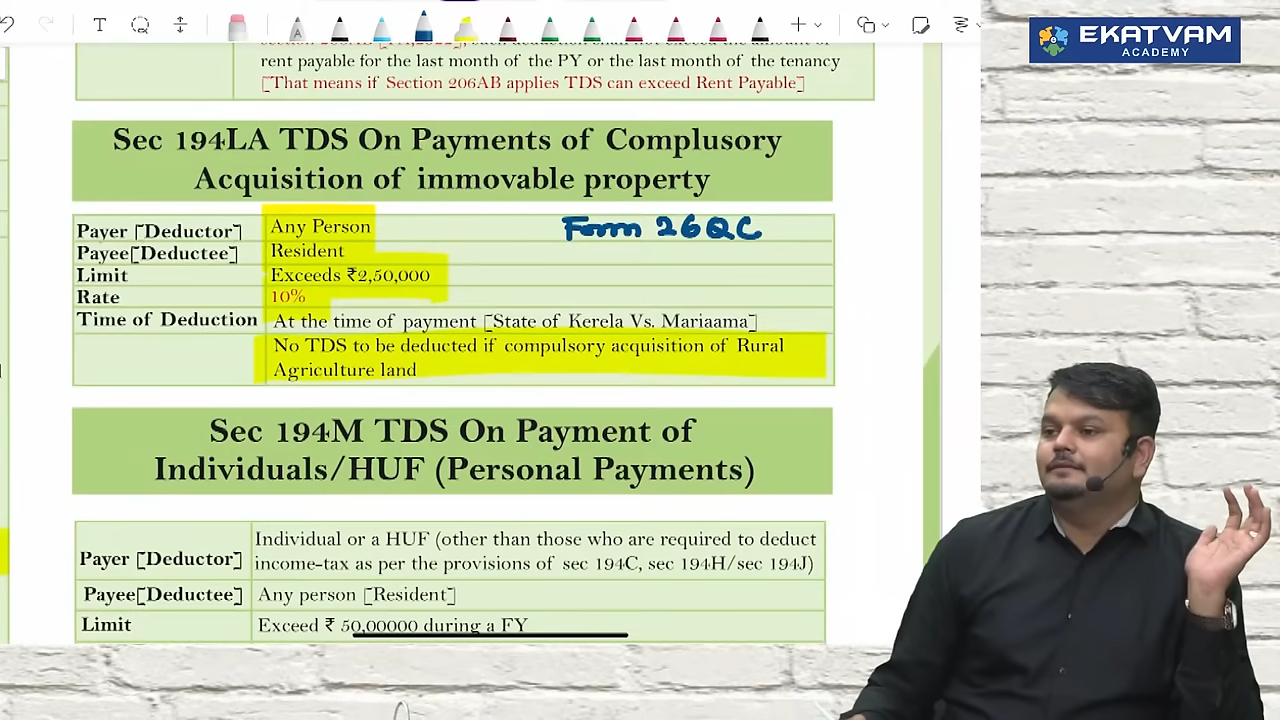 T
EKATVAM
ACADEMY
rent payable for the last month of the PY or the last month of the tenancy
[That means if Section 206AB applies TDS can exceed Rent Payable]
Sec 194LA TDS On Payments of Complusory
Acquisition of immovable property
Payer [Deductor] Any Person Form 26QC
Payee[Deductee] Resident
Limit Exceeds ₹2,50,000
Rate 10%
Time of Deduction At the time of payment [State of Kerela Vs. Mariaama]
No TDS to be deducted if compulsory acquisition of Rural
Agriculture land
Sec 194M TDS On Payment of
Individuals/HUF (Personal Payments)
Payer [Deductor] Individual or a HUF (other than those who are required to deduct
income-tax as per the provisions of sec 194C, sec 194H/sec 194J)
Payee[Deductee] Any person [Resident]
Limit Exceed ₹ 50,00000 during a FY